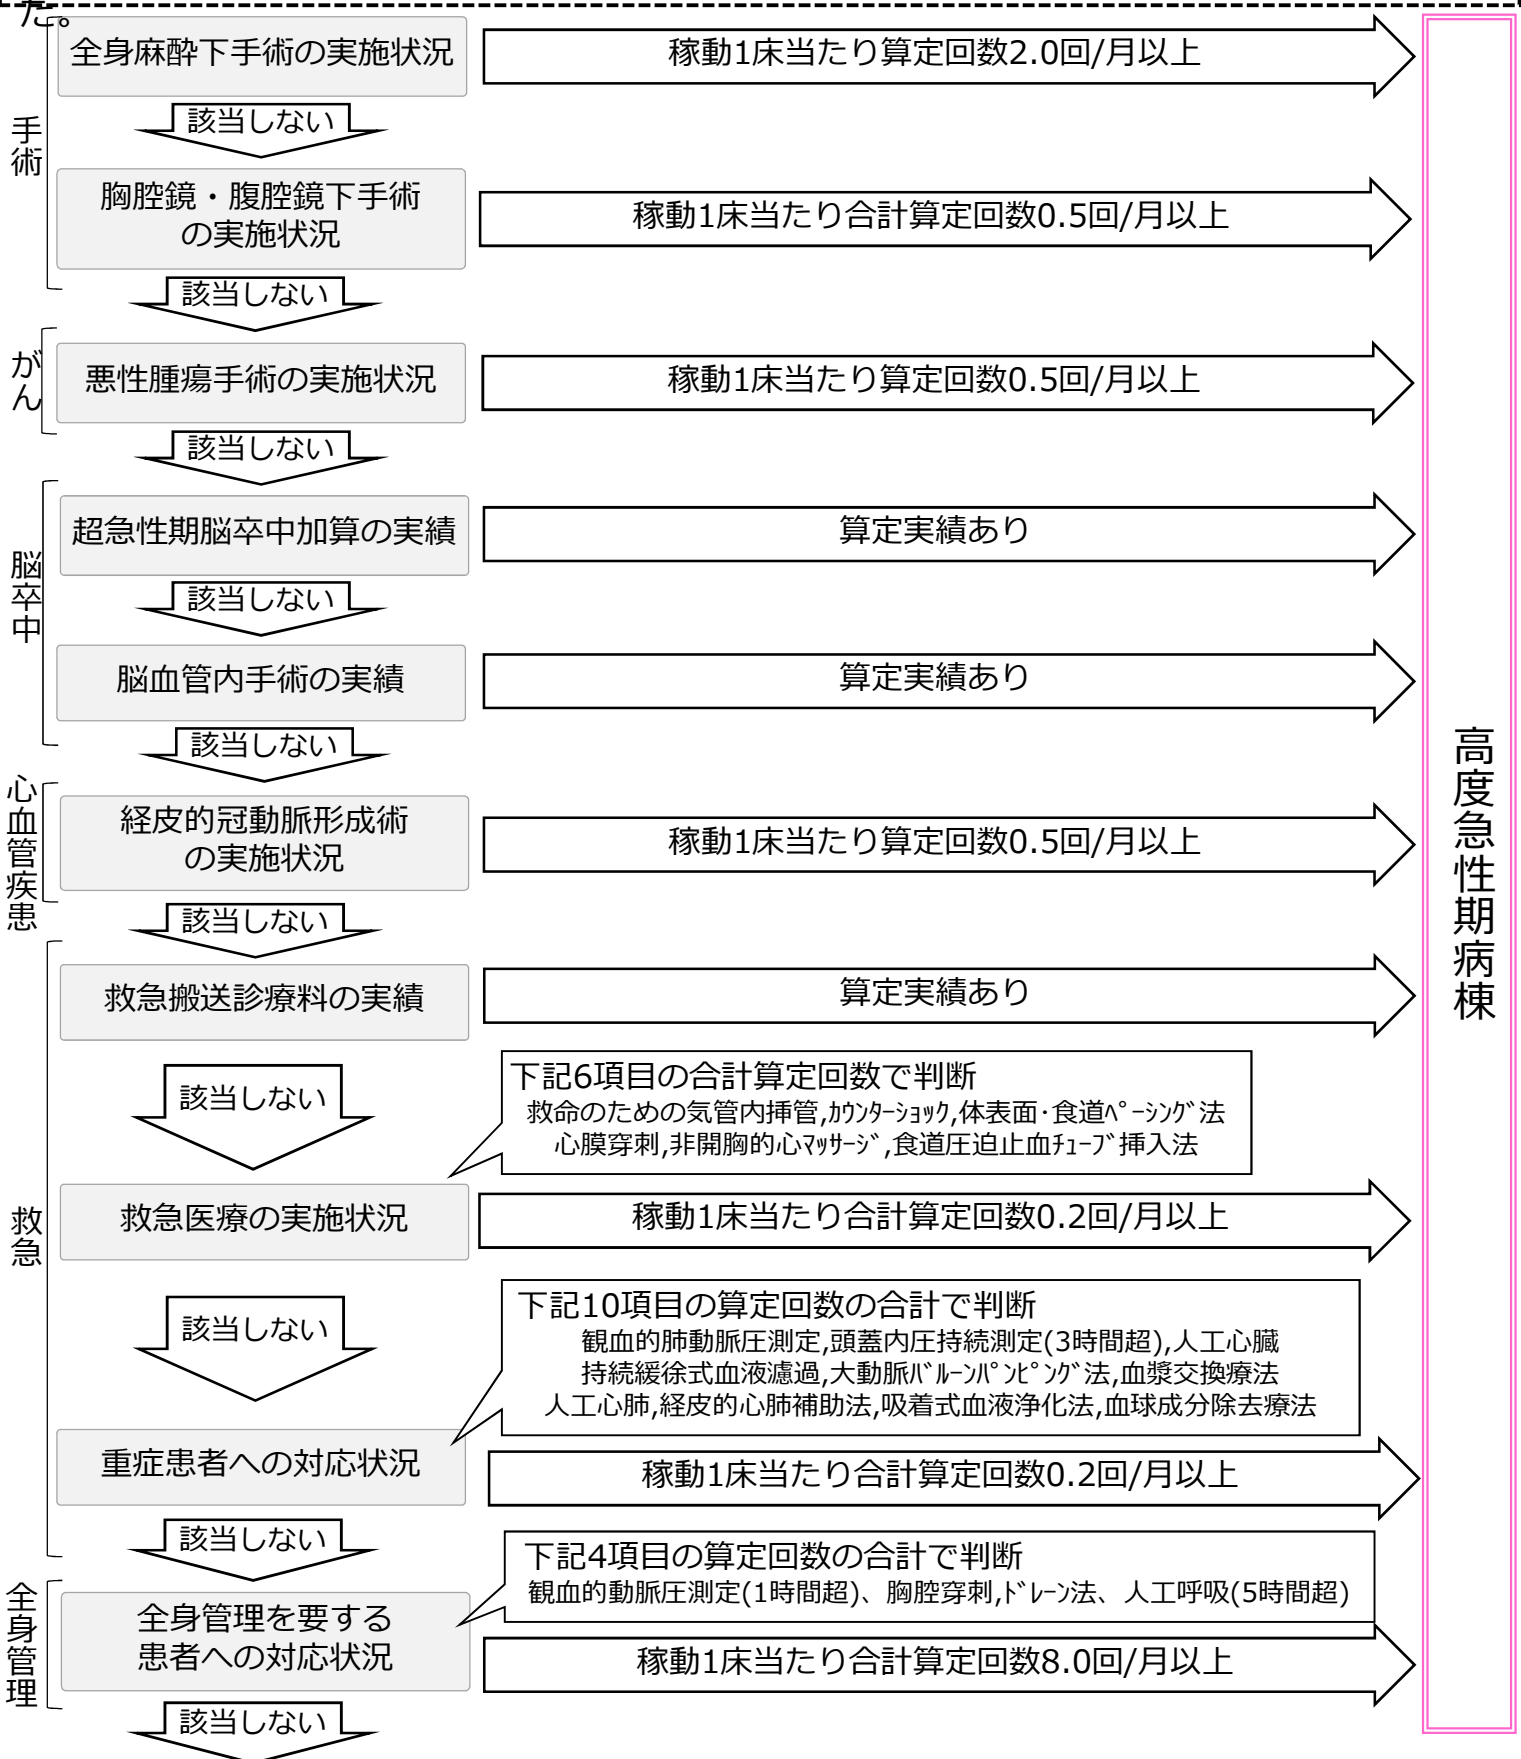 た。
手術
全身麻酔下手術の実施状況
稼動1床当たり算定回数2.0回/月以上
該当しない
胸腔鏡・腹腔鏡下手術
の実施状況
稼動1床当たり合計算定回数0.5回/月以上
該当しない
がん
悪性腫瘍手術の実施状況
稼動1床当たり算定回数0.5回/月以上
該当しない
脳卒中
超急性期脳卒中加算の実績
算定実績あり
該当しない
脳血管内手術の実績
算定実績あり
該当しない
心血管疾患
経皮的冠動脈形成術
の実施状況
稼動1床当たり算定回数0.5回/月以上
該当しない
救急
救急搬送診療料の実績
算定実績あり
該当しない
下記6項目の合計算定回数で判断
救命のための気管内挿管,ｶｳﾝﾀｰｼｮｯｸ,体表面･食道ﾍﾟｰｼﾝｸﾞ法
心膜穿刺,非開胸的心ﾏｯｻｰｼﾞ,食道圧迫止血ﾁｭｰﾌﾞ挿入法
救急医療の実施状況
稼動1床当たり合計算定回数0.2回/月以上
該当しない
下記10項目の算定回数の合計で判断
観血的肺動脈圧測定,頭蓋内圧持続測定(3時間超),人工心臓
持続緩徐式血液濾過,大動脈ﾊﾞﾙｰﾝﾊﾟﾝﾋﾟﾝｸﾞ法,血漿交換療法
人工心肺,経皮的心肺補助法,吸着式血液浄化法,血球成分除去療法
重症患者への対応状況
稼動1床当たり合計算定回数0.2回/月以上
該当しない
下記4項目の算定回数の合計で判断
観血的動脈圧測定(1時間超)、胸腔穿刺,ﾄﾞﾚｰﾝ法、人工呼吸(5時間超)
全身管理
全身管理を要する
患者への対応状況
稼動1床当たり合計算定回数8.0回/月以上
該当しない
高度急性期病棟